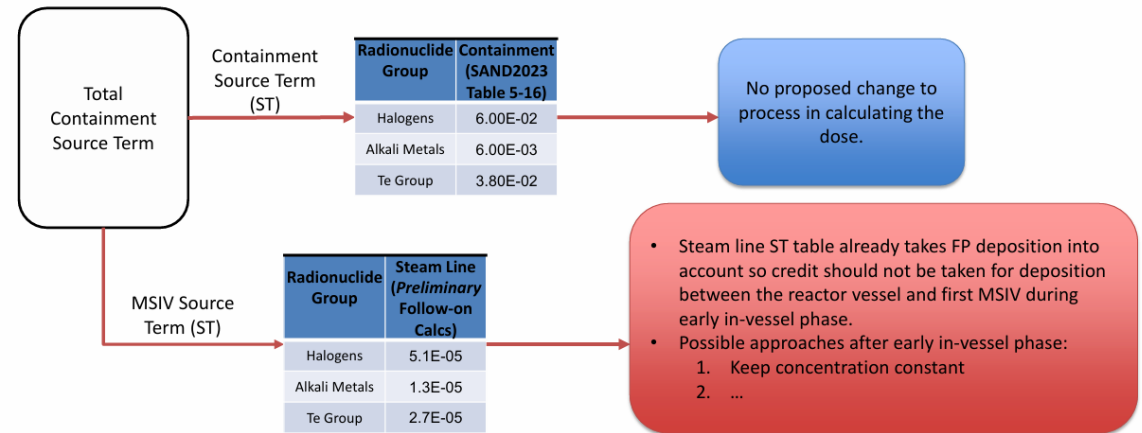 Total
Containment
Source Term
Containment
Source Term
(ST)
Radionuclide Group Containment (SAND2023 Table 5-16)
Halogens 6.00E-02
Alkali Metals 6.00E-03
Te Group 3.80E-02
No proposed change to
process in calculating the
dose.
MSIV Source
Term (ST)
Radionuclide Group Steam Line (Preliminary Follow-on Calcs)
Halogens 5.1E-05
Alkali Metals 1.3E-05
Te Group 2.7E-05
• Steam line ST table already takes FP deposition into
account so credit should not be taken for deposition
between the reactor vessel and first MSIV during
early in-vessel phase.
• Possible approaches after early in-vessel phase:
1. Keep concentration constant
2. …